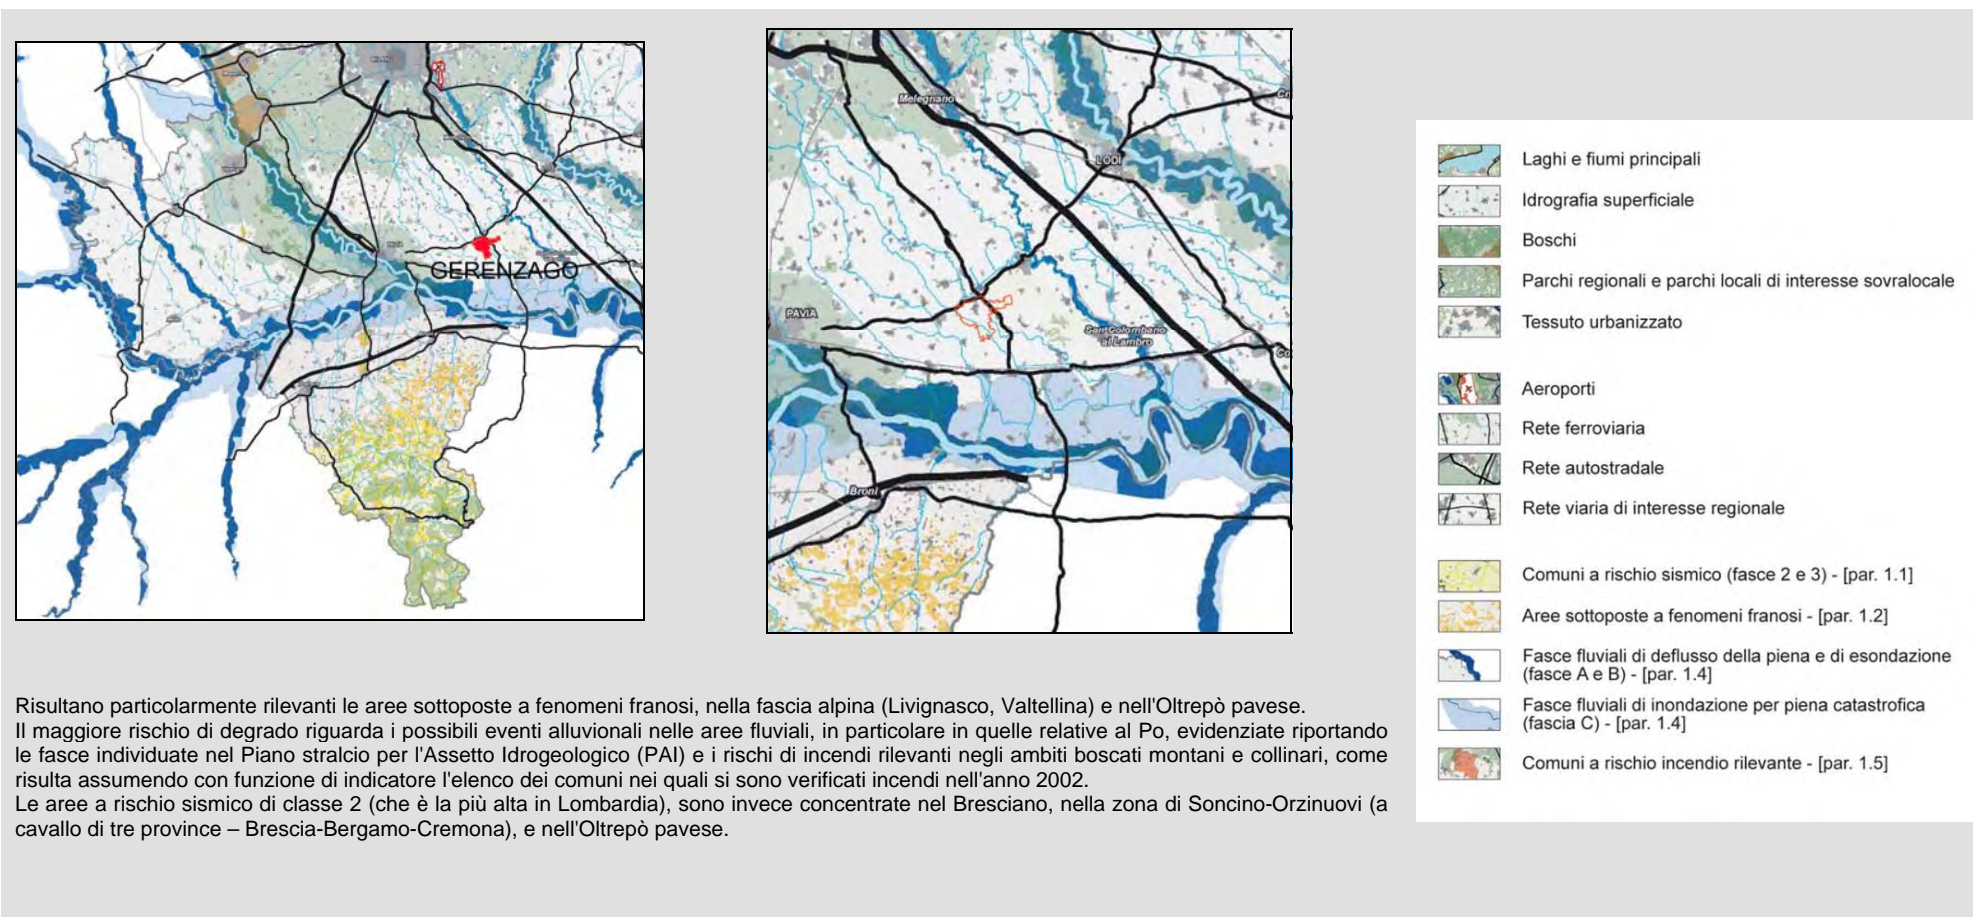 MILANO
GERENZAGO
Melegnano
LODI
PAVIA
Sant'Colombano
al Lambro
Broni
Laghi e fiumi principali
Idrografia superficiale
Boschi
Parchi regionali e parchi locali di interesse sovralocale
Tessuto urbanizzato
Aeroporti
Rete ferroviaria
Rete autostradale
Rete viaria di interesse regionale
Comuni a rischio sismico (fasce 2 e 3) - [par. 1.1]
Aree sottoposte a fenomeni franosi - [par. 1.2]
Fasce fluviali di deflusso della piena e di esondazione
(fasce A e B) - [par. 1.4]
Fasce fluviali di inondazione per piena catastrofica
(fascia C) - [par. 1.4]
Comuni a rischio incendio rilevante - [par. 1.5]
Risultano particolarmente rilevanti le aree sottoposte a fenomeni franosi, nella fascia alpina (Livignasco, Valtellina) e nell'Oltrepò pavese.
Il maggiore rischio di degrado riguarda i possibili eventi alluvionali nelle aree fluviali, in particolare in quelle relative al Po, evidenziate riportando
le fasce individuate nel Piano stralcio per l'Assetto Idrogeologico (PAI) e i rischi di incendi rilevanti negli ambiti boscati montani e collinari, come
risulta assumendo con funzione di indicatore l'elenco dei comuni nei quali si sono verificati incendi nell'anno 2002.
Le aree a rischio sismico di classe 2 (che è la più alta in Lombardia), sono invece concentrate nel Bresciano, nella zona di Soncino-Orzinuovi (a
cavallo di tre province – Brescia-Bergamo-Cremona), e nell'Oltrepò pavese.